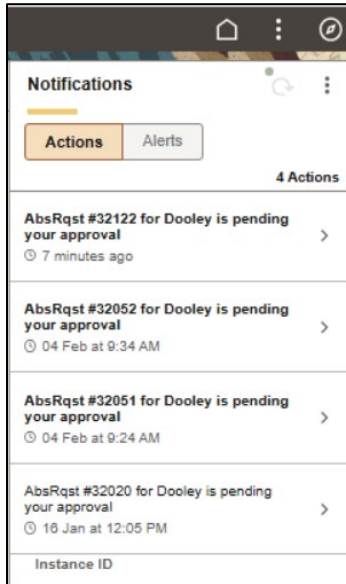 Notifications
Actions
Alerts
4 Actions
AbsRqst #32122 for Dooley is pending
your approval
7 minutes ago
AbsRqst #32052 for Dooley is pending
your approval
04 Feb at 9:34 AM
AbsRqst #32051 for Dooley is pending
your approval
04 Feb at 9:24 AM
AbsRqst #32020 for Dooley is pending
your approval
16 Jan at 12:05 PM
Instance ID